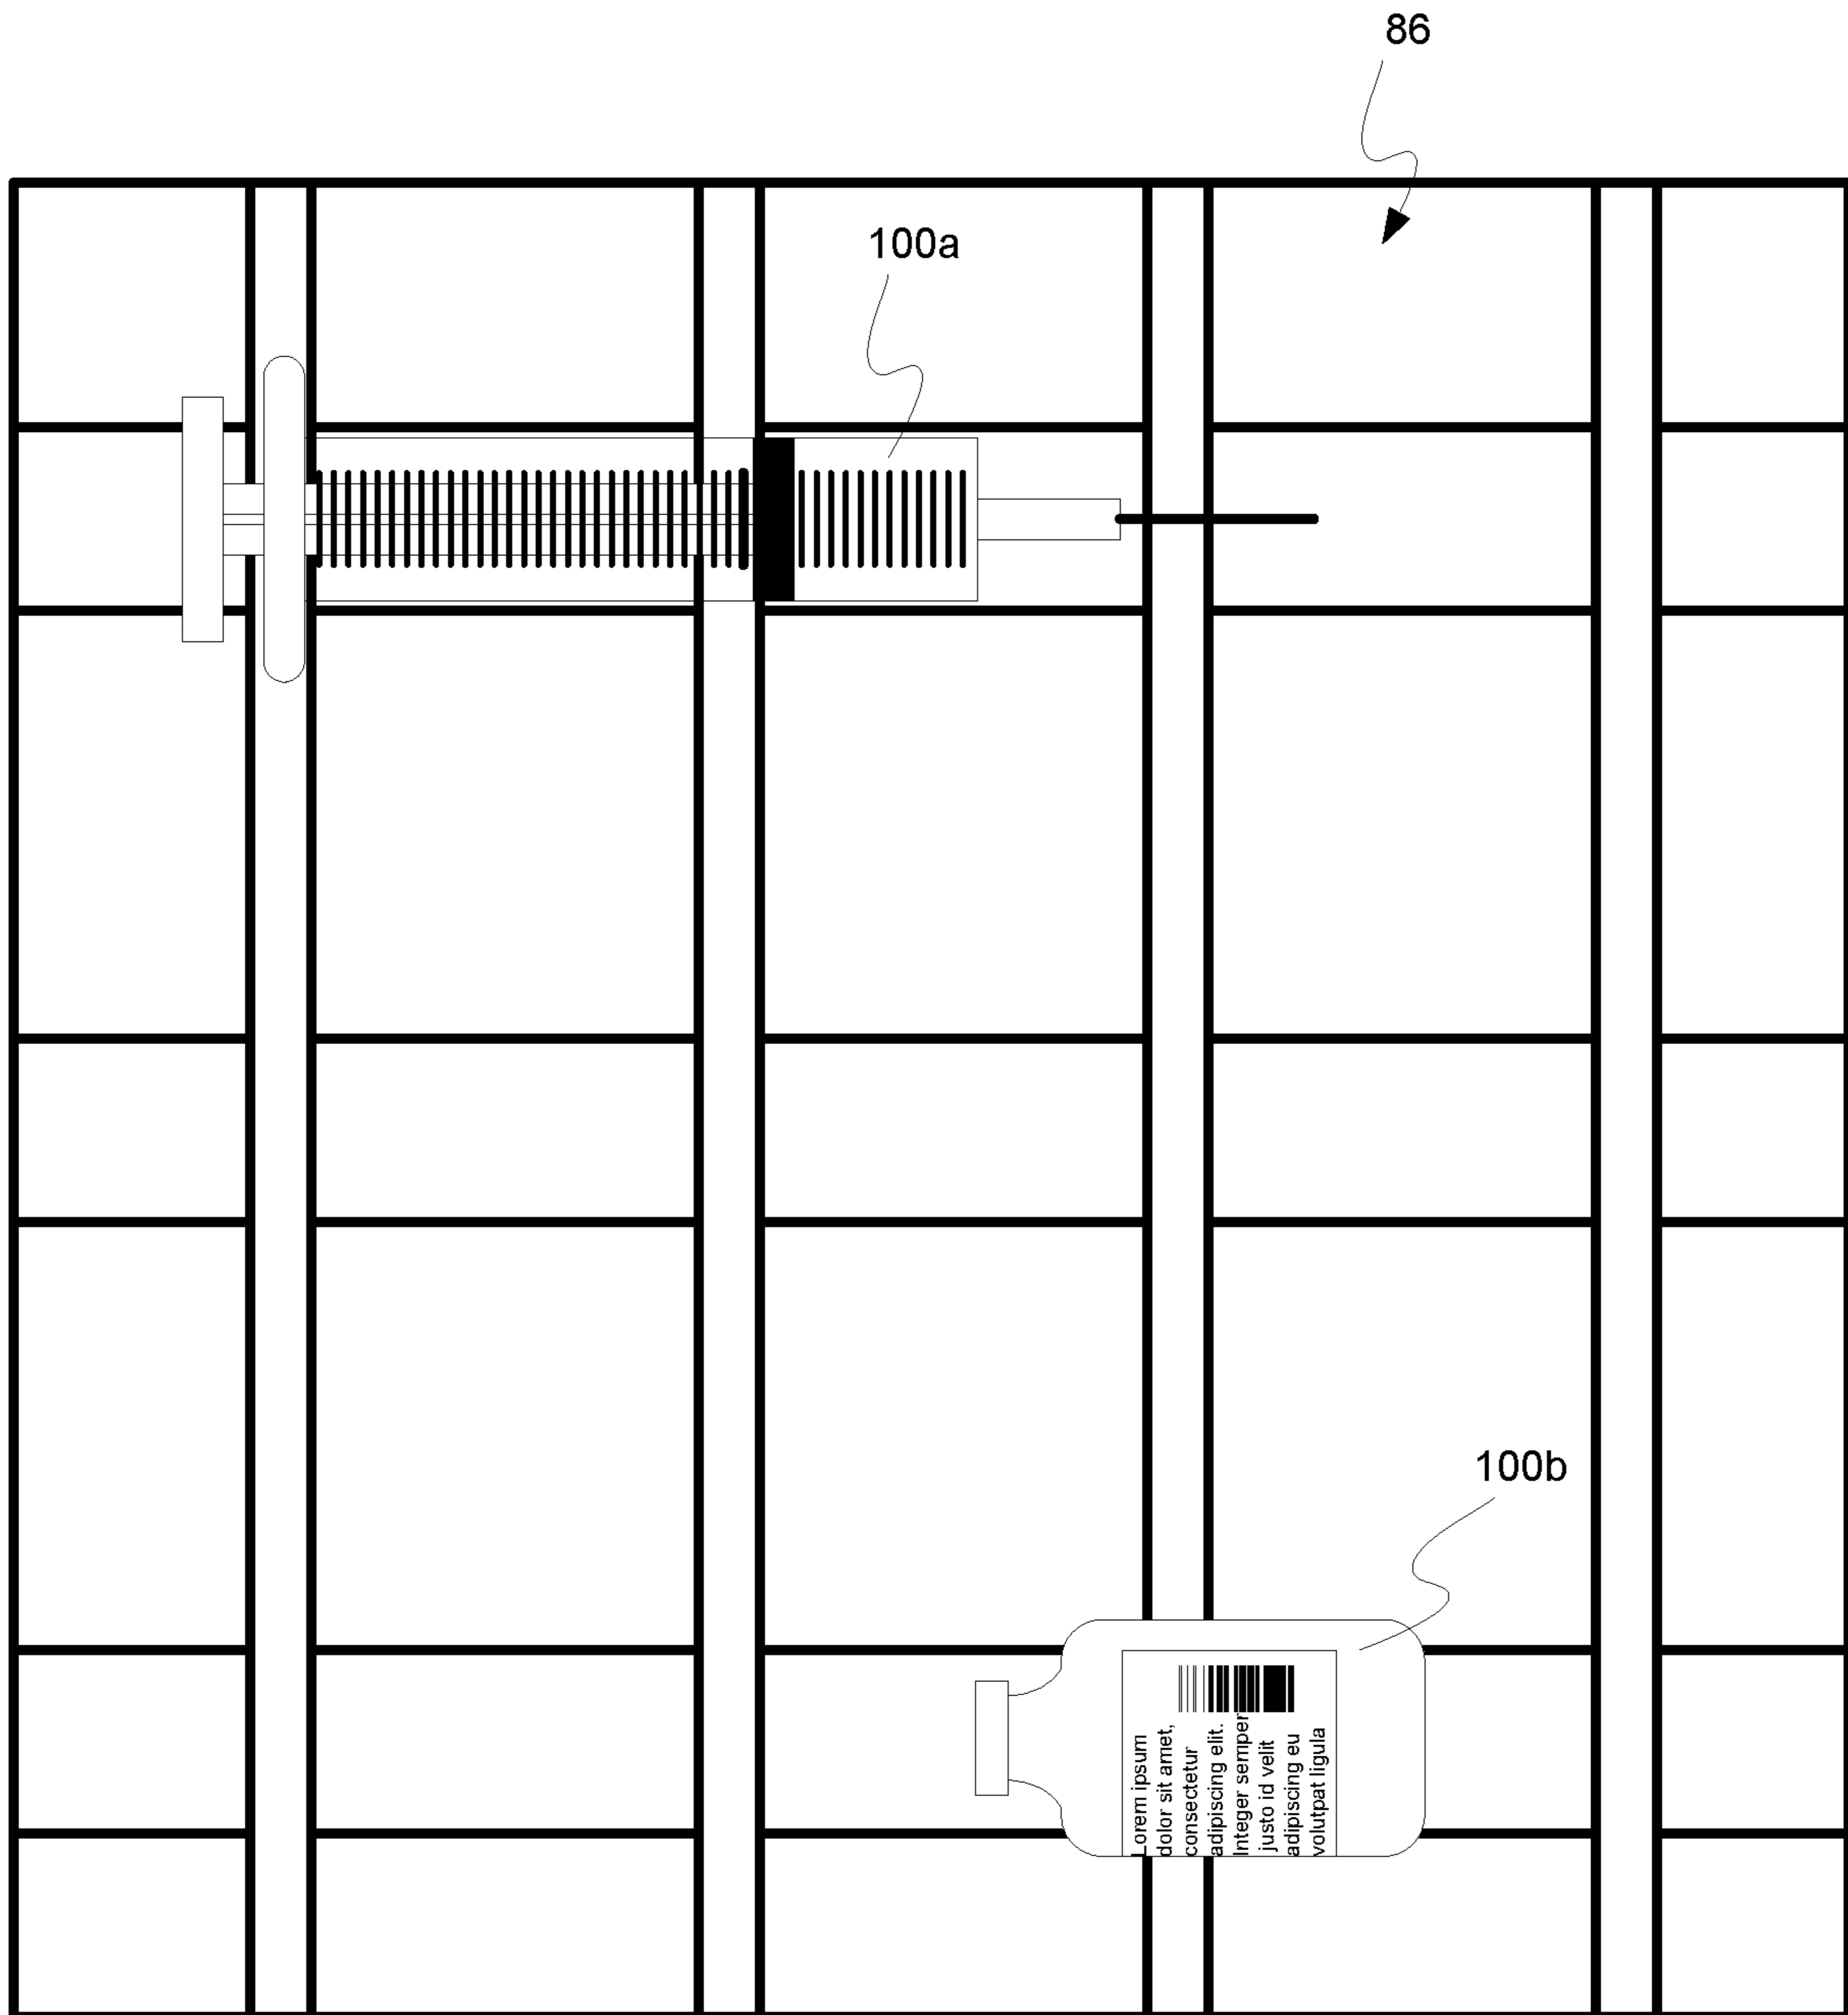 86
100a
100b
Lorem ipsum
dolor sit amet,
consectetur
adipiscing elit.
Integer semper
justo id velit
adipiscing eu
volutpat ligula